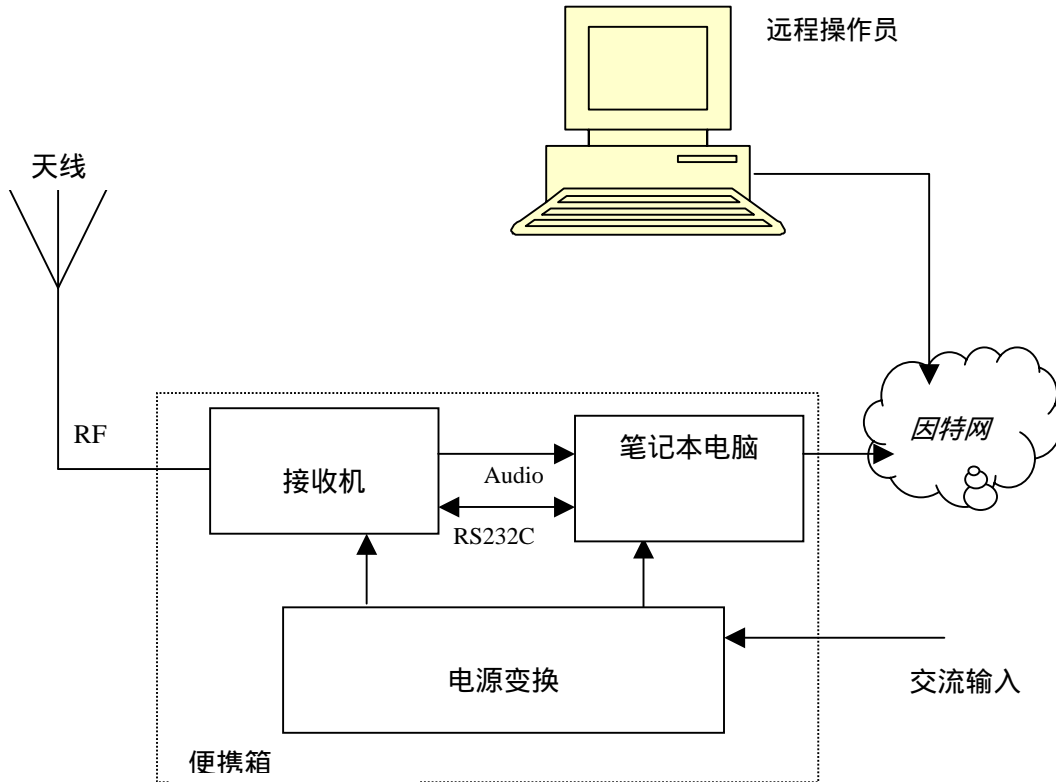 远程操作员
天线
RF
接收机
Audio
RS232C
笔记本电脑
因特网
电源变换
交流输入
便携箱